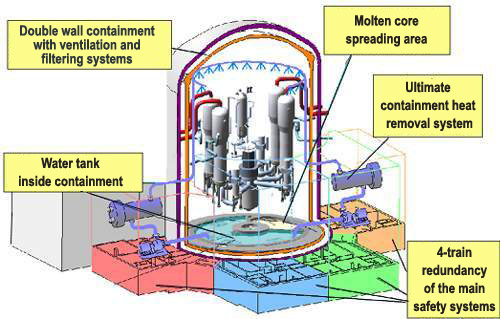 Double wall containment
with ventilation and
filtering systems
Molten core
spreading area
Ultimate
containment heat
removal system
Water tank
inside containment
4-train
redundancy
of the main
safety systems